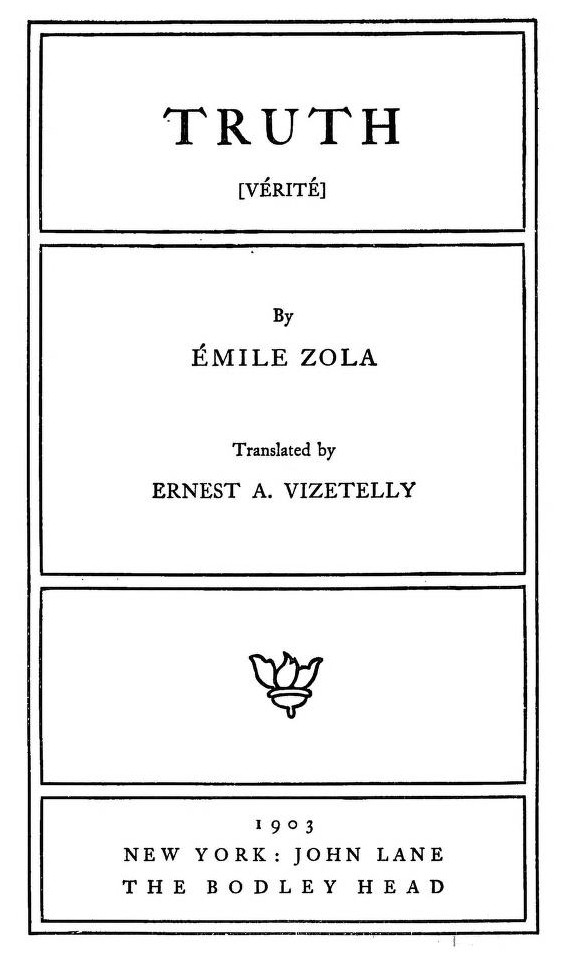 TRUTH
[VÉRITÉ]
By
ÉMILE ZOLA
Translated by
ERNEST A. VIZETELLY
1903
NEW YORK: JOHN LANE
THE BODLEY HEAD